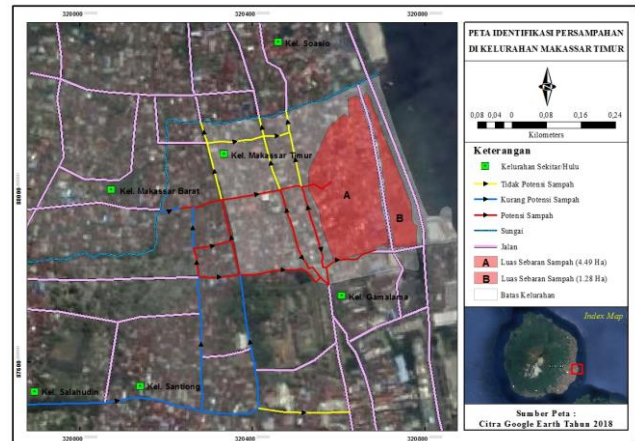 320000 320400 320800
PETA IDENTIFIKASI PERSAMPAHAN
DI KELURAHAN MAKASSAR TIMUR
N
0,08 0,04 0 0,08 0,16 0,24
Kilometers
Keterangan
Kelurahan Sekitar/Hulu
Tidak Potensi Sampah
Kurang Potensi Sampah
Potensi Sampah
Sungai
Jalan
A Luas Sebaran Sampah (4.49 Ha)
B Luas Sebaran Sampah (1.28 Ha)
Batas Kelurahan
Index Map
Sumber Peta :
Citra Google Earth Tahun 2018
Kel. Soasio
Kel. Makassar Timur
Kel. Makassar Barat
A
B
Kel. Gamalama
Kel. Salahudin
Kel. Santiong
320000 320400 320800